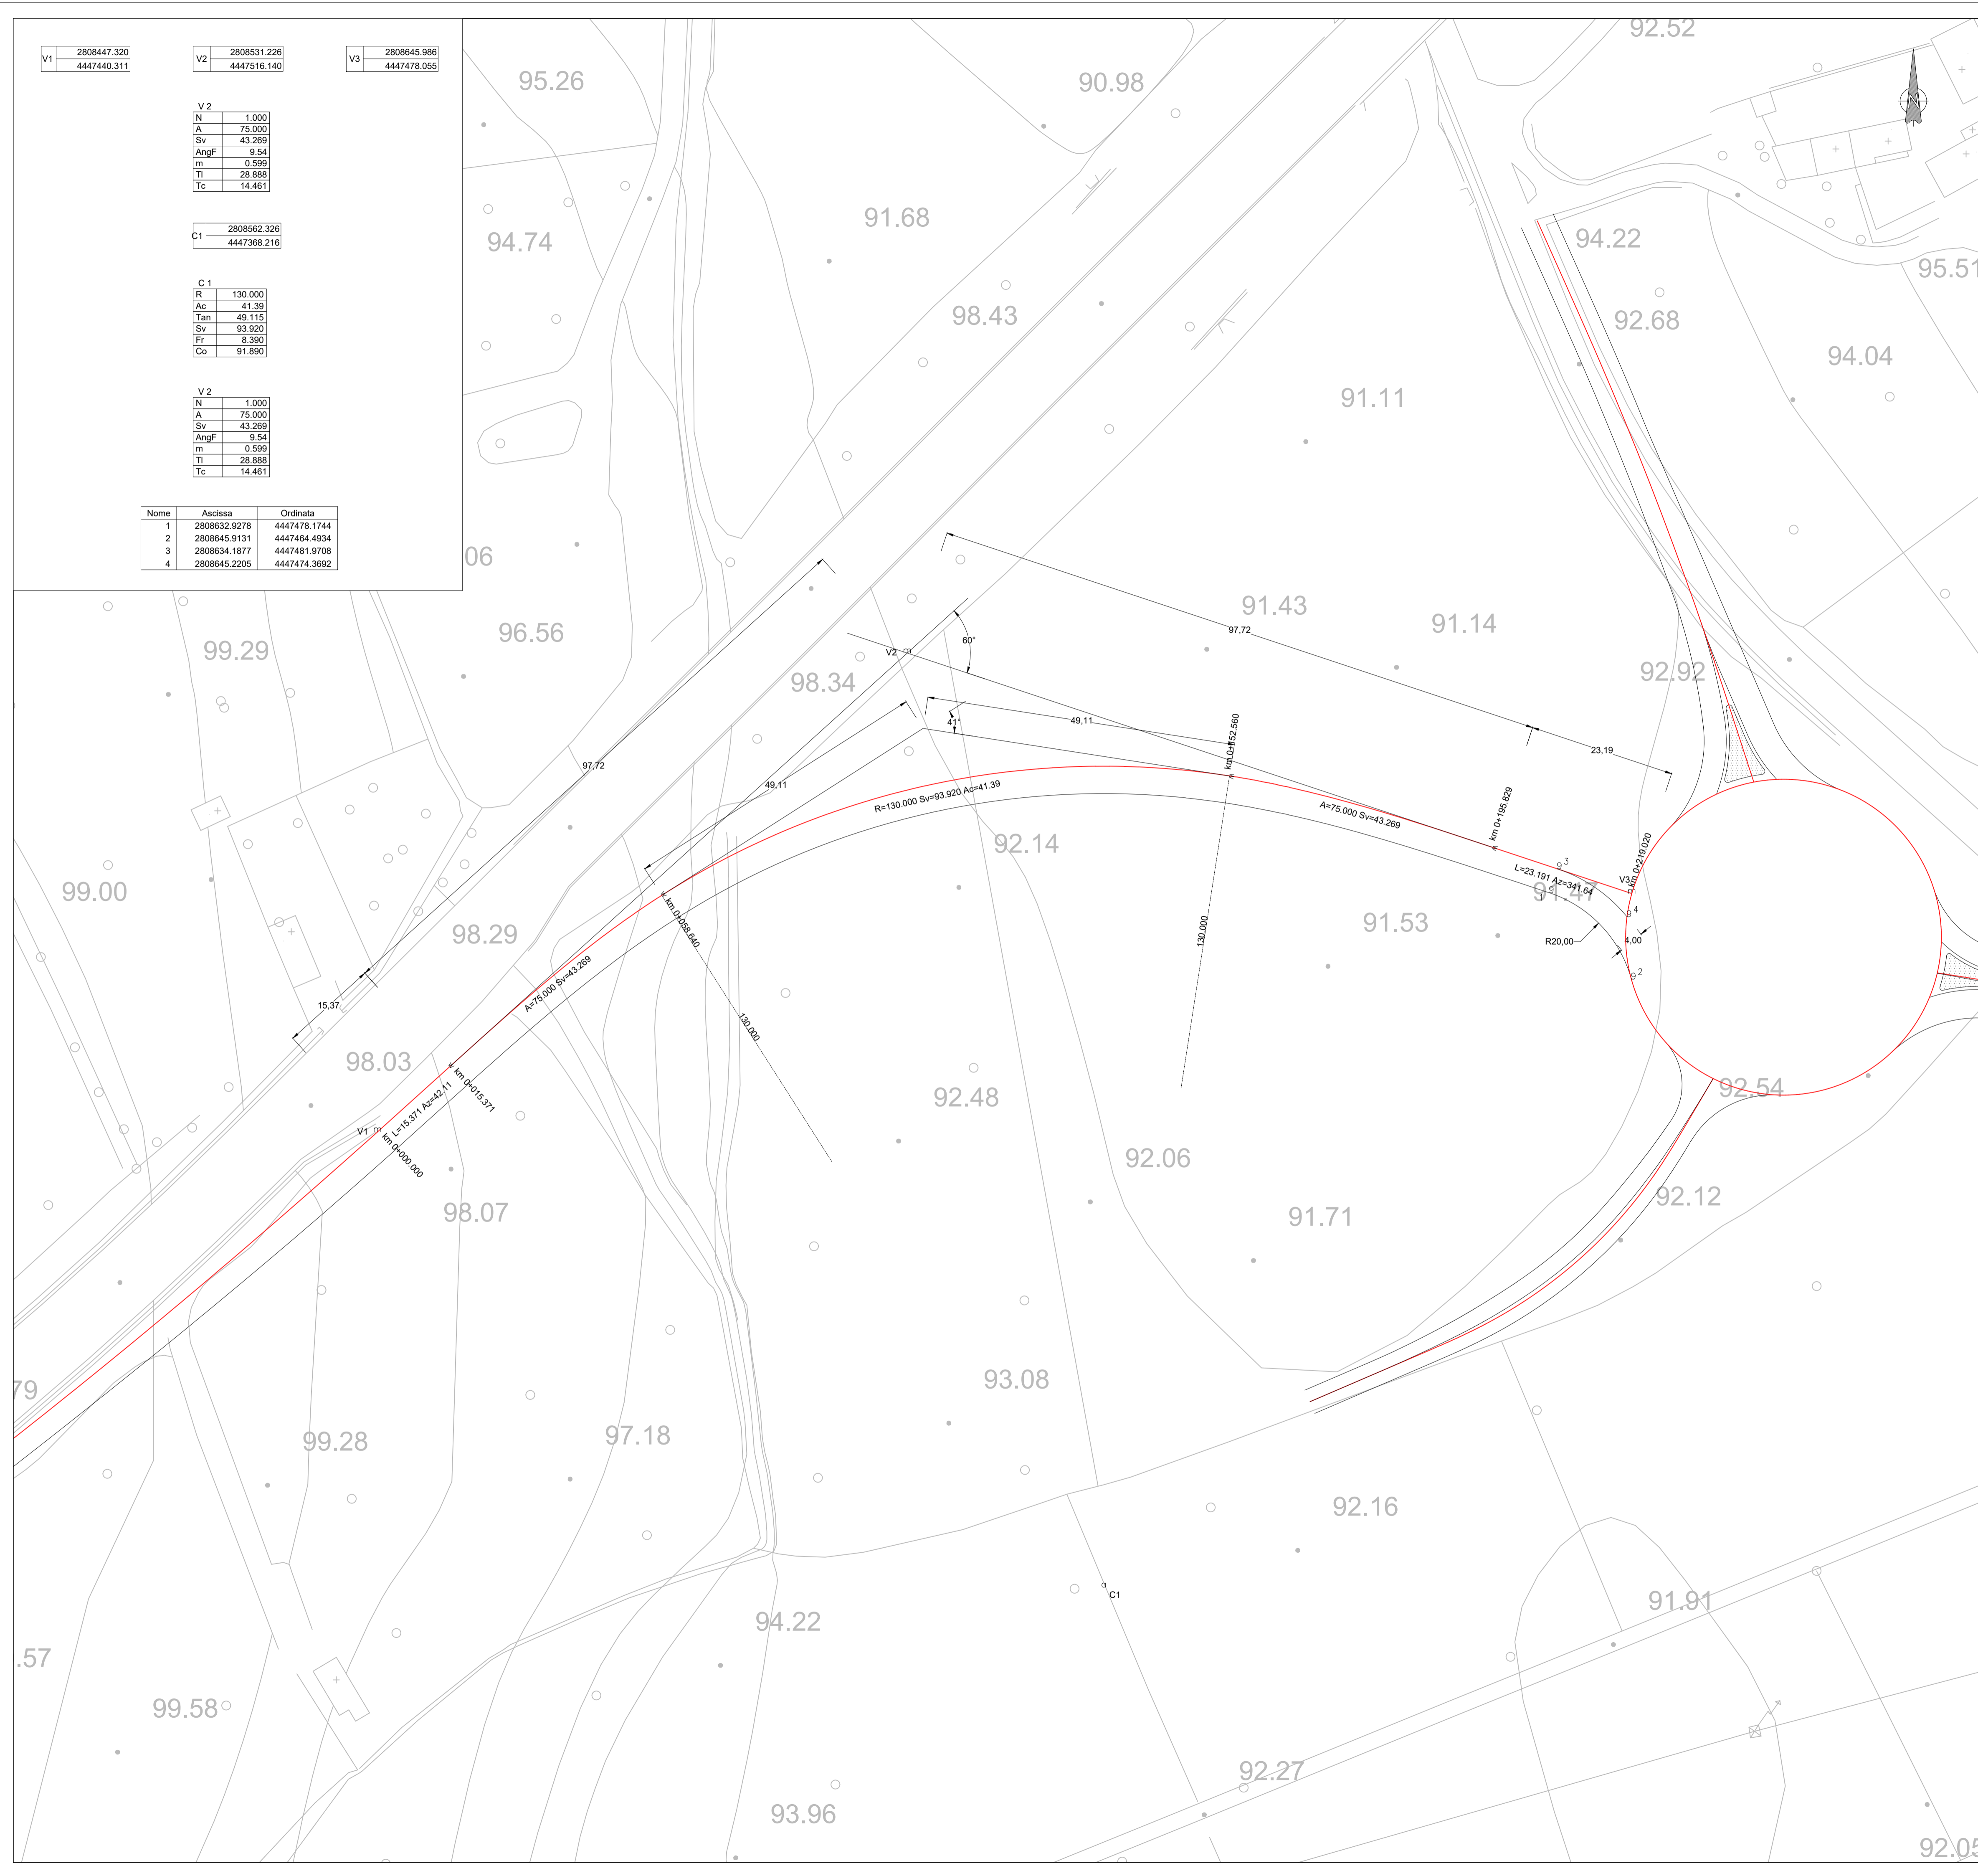 V1 2808447.320
4447440.311
V2 2808531.226
4447516.140
V3 2808645.986
4447478.055
V 2
N 1.000
A 75.000
Sv 43.269
AngF 9.54
m 0.599
Tl 28.888
Tc 14.461
C1 2808562.326
4447368.216
C 1
R 130.000
Ac 41.39
Tan 49.115
Sv 93.920
Fr 8.390
Co 91.890
V 2
N 1.000
A 75.000
Sv 43.269
AngF 9.54
m 0.599
Tl 28.888
Tc 14.461
Nome Ascissa Ordinata
1 2808632.9278 4447478.1744
2 2808645.9131 4447464.4934
3 2808634.1877 4447481.9708
4 2808645.2205 4447474.3692
92.52
95.26
90.98
N
91.68
94.74
94.22
95.51
98.43
92.68
94.04
91.11
06
91.43
91.14
97,72
96.56
60°
99.29
V2
98.34
92.92
49,11
41°
km 0+152.560
23,19
97,72
49,11
R=130.000 Sv=93.920 Ac=41.39
A=75.000 Sv=43.269
km 0+195.829
92.14
km 0+219.020
3
L=23.191 Az=341.64
V3
99.00
91.47
1
4
91.53
98.29
km 0+058.640
130.000
R20,00
4,00
2
A=75.000 Sv=43.269
15,37
130.000
98.03
km 0+015.371
92.54
92.48
L=15.371 Az=42.11
V1
km 0+000.000
92.06
92.12
98.07
91.71
93.08
79
99.28
97.18
92.16
C1
91.91
94.22
.57
99.58
92.27
93.96
92.05